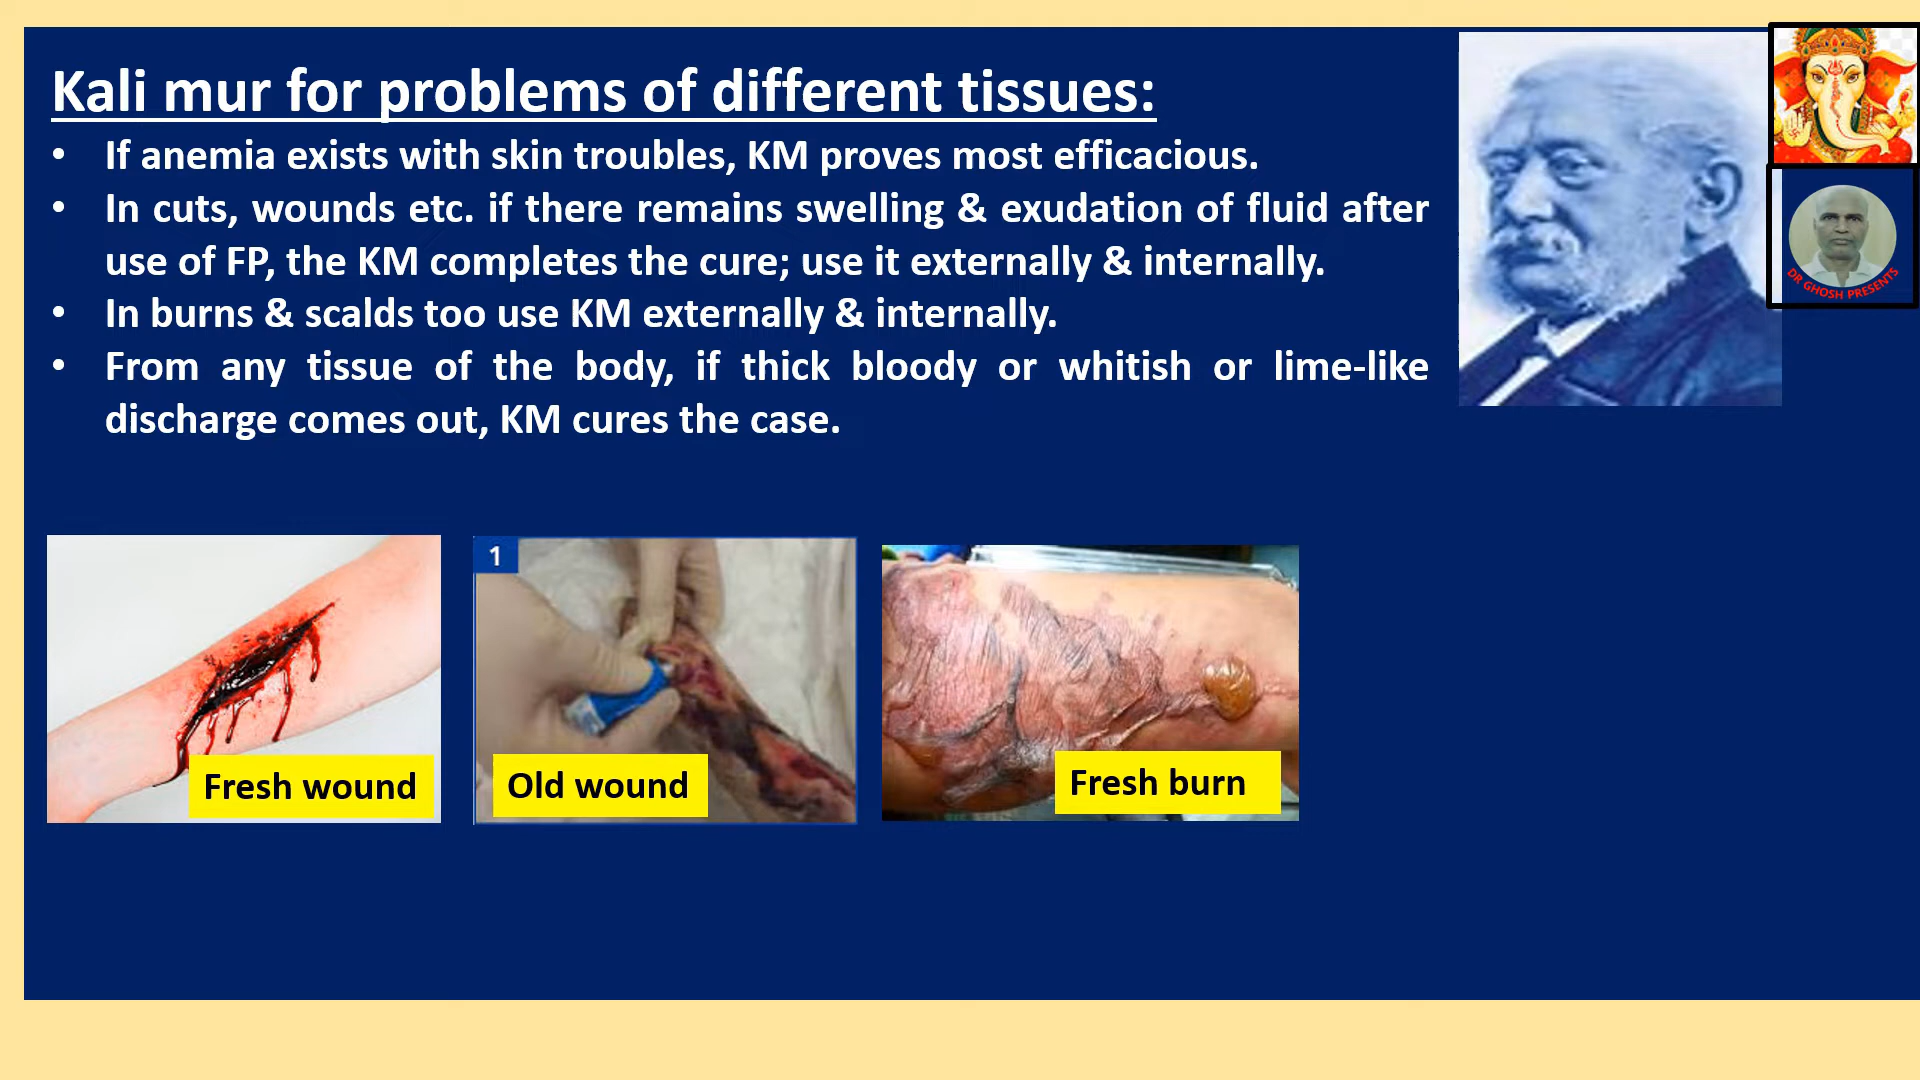 Kali mur for problems of different tissues:
• If anemia exists with skin troubles, KM proves most efficacious.
• In cuts, wounds etc. if there remains swelling & exudation of fluid after
use of FP, the KM completes the cure; use it externally & internally.
• In burns & scalds too use KM externally & internally.
• From any tissue of the body, if thick bloody or whitish or lime-like
discharge comes out, KM cures the case.
DR GHOSH PRESENTS
1
Fresh wound
Old wound
Fresh burn